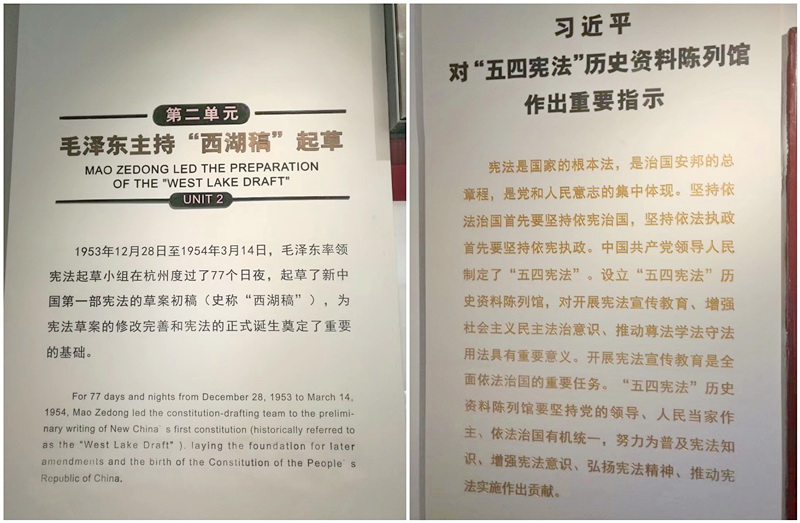 第二单元
毛泽东主持“西湖稿”起草
MAO ZEDONG LED THE PREPARATION
OF THE "WEST LAKE DRAFT"
UNIT 2
1953年12月28日至1954年3月14日，毛泽东率领
宪法起草小组在杭州度过了77个日夜，起草了新中
国第一部宪法的草案初稿（史称“西湖稿”），为
宪法草案的修改完善和宪法的正式诞生奠定了重要
的基础。
For 77 days and nights from December 28, 1953 to March 14,
1954, Mao Zedong led the constitution-drafting team to the prelimi-
nary writing of New China's first constitution (historically referred to
as the "West Lake Draft" ), laying the foundation for later
amendments and the birth of the Constitution of the People's
Republic of China.
习近平
对“五四宪法”历史资料陈列馆
作出重要指示
宪法是国家的根本法，是治国安邦的总
章程，是党和人民意志的集中体现。坚持依
法治国首先要坚持依宪治国，坚持依法执政
首先要坚持依宪执政。中国共产党领导人民
制定了“五四宪法”。设立“五四宪法”历
史资料陈列馆，对开展宪法宣传教育、增强
社会主义民主法治意识、推动尊法学法守法
用法具有重要意义。开展宪法宣传教育是全
面依法治国的重要任务。“五四宪法”历史
资料陈列馆要坚持党的领导、人民当家作
主、依法治国有机统一，努力为普及宪法知
识、增强宪法意识、弘扬宪法精神、推动宪
法实施作出贡献。